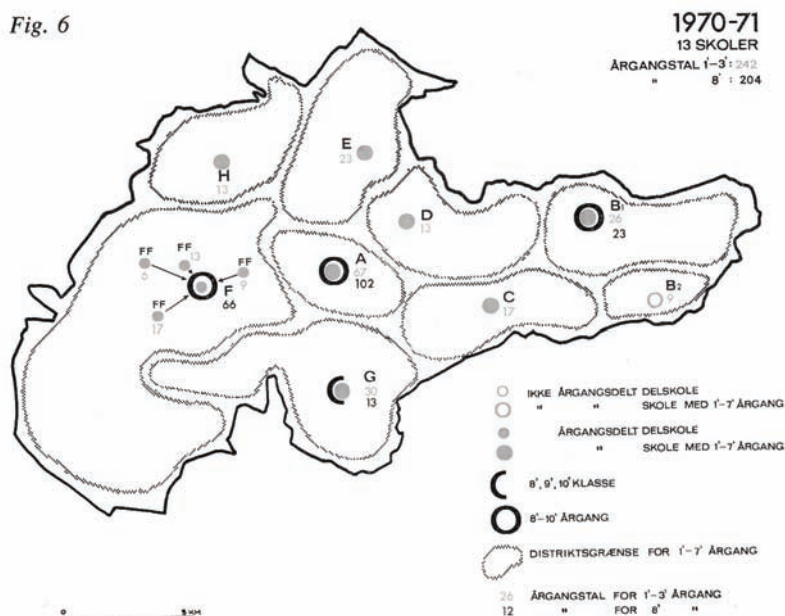 Fig. 6
1970-71
13 SKOLER
ÅRGANGSTAL 1'-3': 242
" 8' : 204
E
23
H
13
D
13
B1
26
23
FF
6
FF
13
FF
9
FF
17
F
66
A
67
102
B2
9
C
17
G
30
13
IKKE ÅRGANGSDELT DELSKOLE
" " SKOLE MED 1'-7' ÅRGANG
ÅRGANGSDELT DELSKOLE
" SKOLE MED 1'-7' ÅRGANG
8', 9', 10' KLASSE
8'-10' ÅRGANG
DISTRIKTSGRÆNSE FOR 1'-7' ÅRGANG
26 ÅRGANGSTAL FOR 1'-3' ÅRGANG
12 " FOR 8' "
0 5 KM